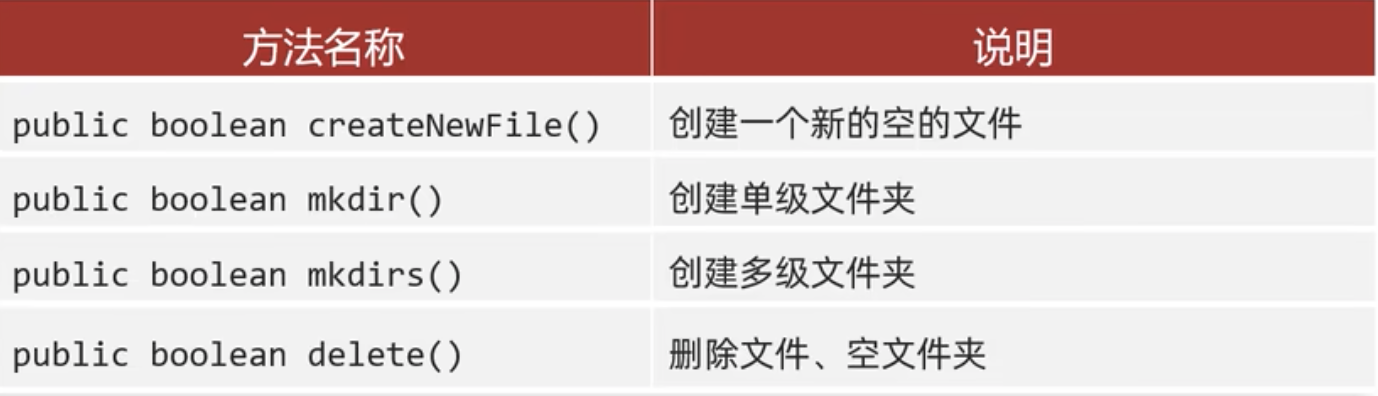 方法名称 说明
public boolean createNewFile() 创建一个新的空的文件
public boolean mkdir() 创建单级文件夹
public boolean mkdirs() 创建多级文件夹
public boolean delete() 删除文件、空文件夹